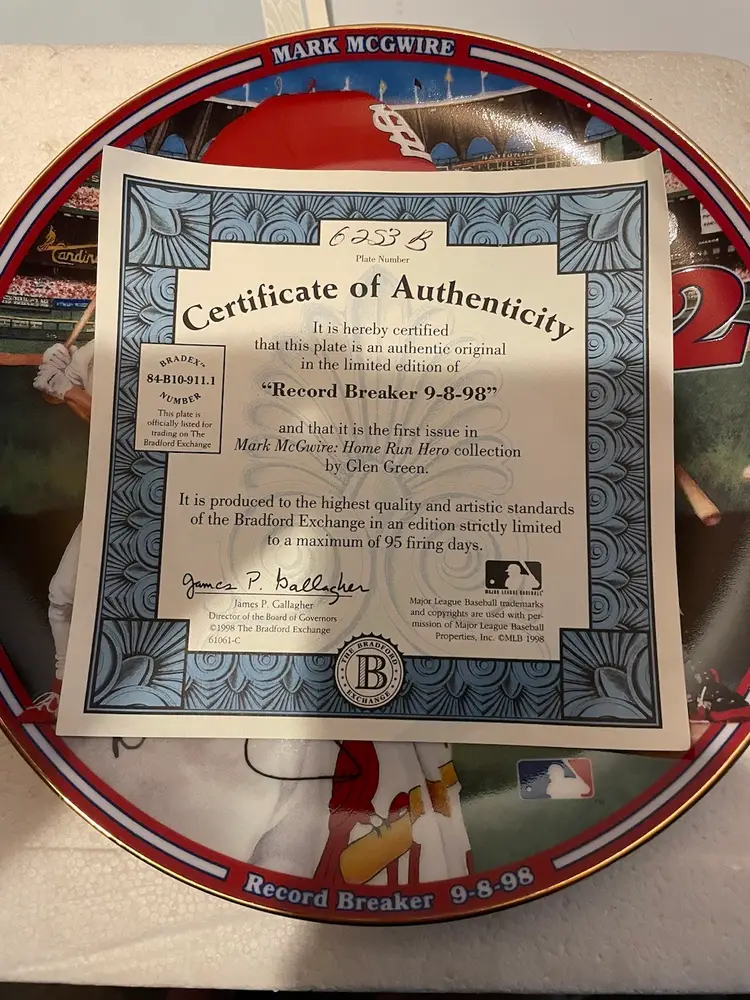 MARK MCGWIRE
STL
Cardin
2
6253 B
Plate Number
Certificate of Authenticity
It is hereby certified
that this plate is an authentic original
in the limited edition of
"Record Breaker 9-8-98"
and that it is the first issue in
Mark McGwire: Home Run Hero collection
by Glen Green.
BRADEX™
84-B10-911.1
NUMBER
This plate is
officially listed for
trading on The
Bradford Exchange
It is produced to the highest quality and artistic standards
of the Bradford Exchange in an edition strictly limited
to a maximum of 95 firing days.
James P. Gallagher
James P. Gallagher
Director of the Board of Governors
©1998 The Bradford Exchange
61061-C
MAJOR LEAGUE BASEBALL
Major League Baseball trademarks
and copyrights are used with per-
mission of Major League Baseball
Properties, Inc. ©MLB 1998
THE BRADFORD
B
EXCHANGE
Record Breaker 9-8-98